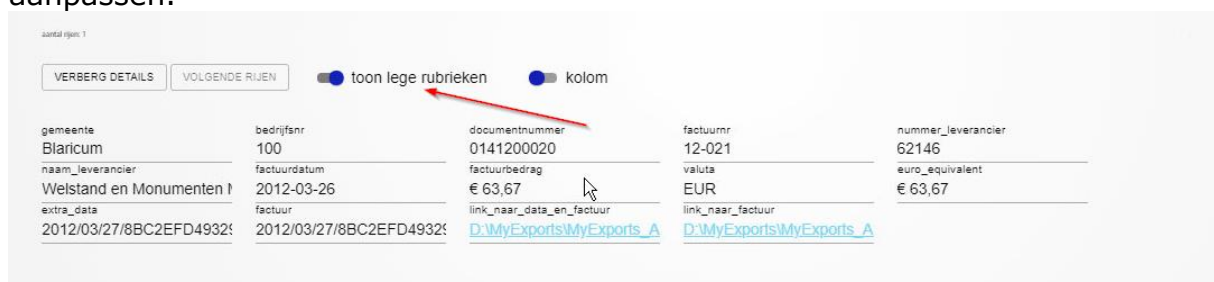 aanpassen.
aantal rijen: 1
VERBERG DETAILS VOLGENDE RIJEN toon lege rubrieken kolom
gemeente bedrijfsnr documentnummer factuurnr nummer_leverancier
Blaricum 100 0141200020 12-021 62146
naam_leverancier factuurdatum factuurbedrag valuta euro_equivalent
Welstand en Monumenten 2012-03-26 € 63,67 EUR € 63,67
extra_data factuur link_naar_data_en_factuur link_naar_factuur
2012/03/27/8BC2EFD4932 2012/03/27/8BC2EFD4932 D:\MyExports\MyExports_A D:\MyExports\MyExports_A